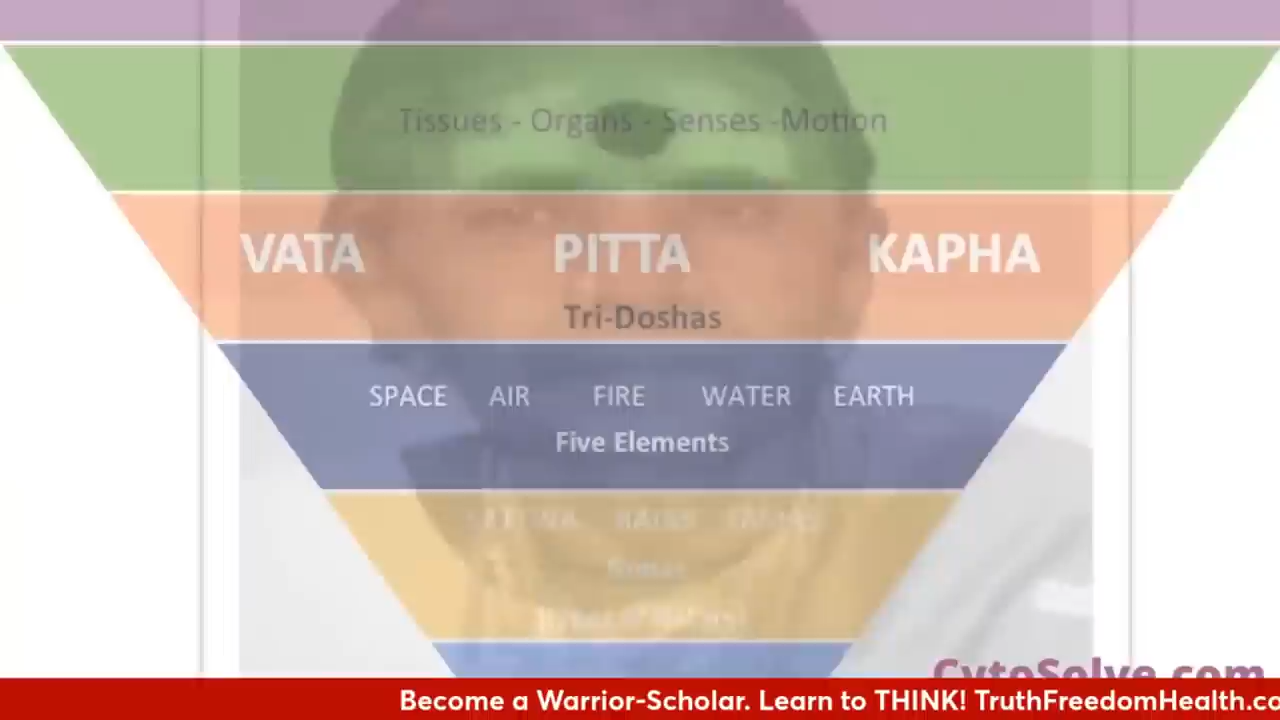 Tissues - Organs - Senses -Motion
VATA PITTA KAPHA
Tri-Doshas
SPACE AIR FIRE WATER EARTH
Five Elements
CytoSolve.com
Become a Warrior-Scholar. Learn to THINK! TruthFreedomHealth.co